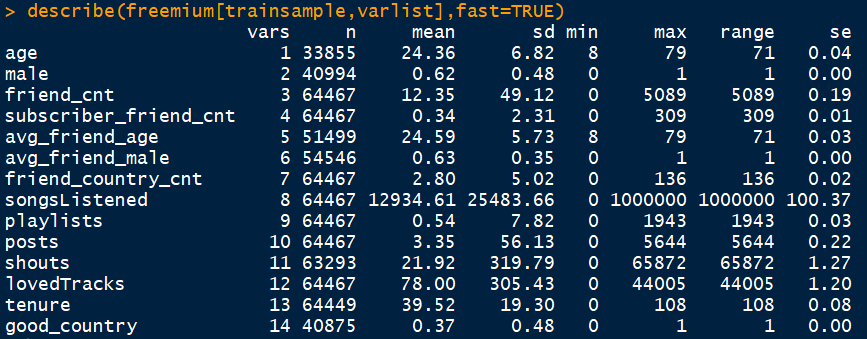 > describe(freemium[trainsample,varlist],fast=TRUE)
vars n mean sd min max range se
age 1 33855 24.36 6.82 8 79 71 0.04
male 2 40994 0.62 0.48 0 1 1 0.00
friend_cnt 3 64467 12.35 49.12 0 5089 5089 0.19
subscriber_friend_cnt 4 64467 0.34 2.31 0 309 309 0.01
avg_friend_age 5 51499 24.59 5.73 8 79 71 0.03
avg_friend_male 6 54546 0.63 0.35 0 1 1 0.00
friend_country_cnt 7 64467 2.80 5.02 0 136 136 0.02
songsListened 8 64467 12934.61 25483.66 0 1000000 1000000 100.37
playlists 9 64467 0.54 7.82 0 1943 1943 0.03
posts 10 64467 3.35 56.13 0 5644 5644 0.22
shouts 11 63293 21.92 319.79 0 65872 65872 1.27
lovedTracks 12 64467 78.00 305.43 0 44005 44005 1.20
tenure 13 64449 39.52 19.30 0 108 108 0.08
good_country 14 40875 0.37 0.48 0 1 1 0.00